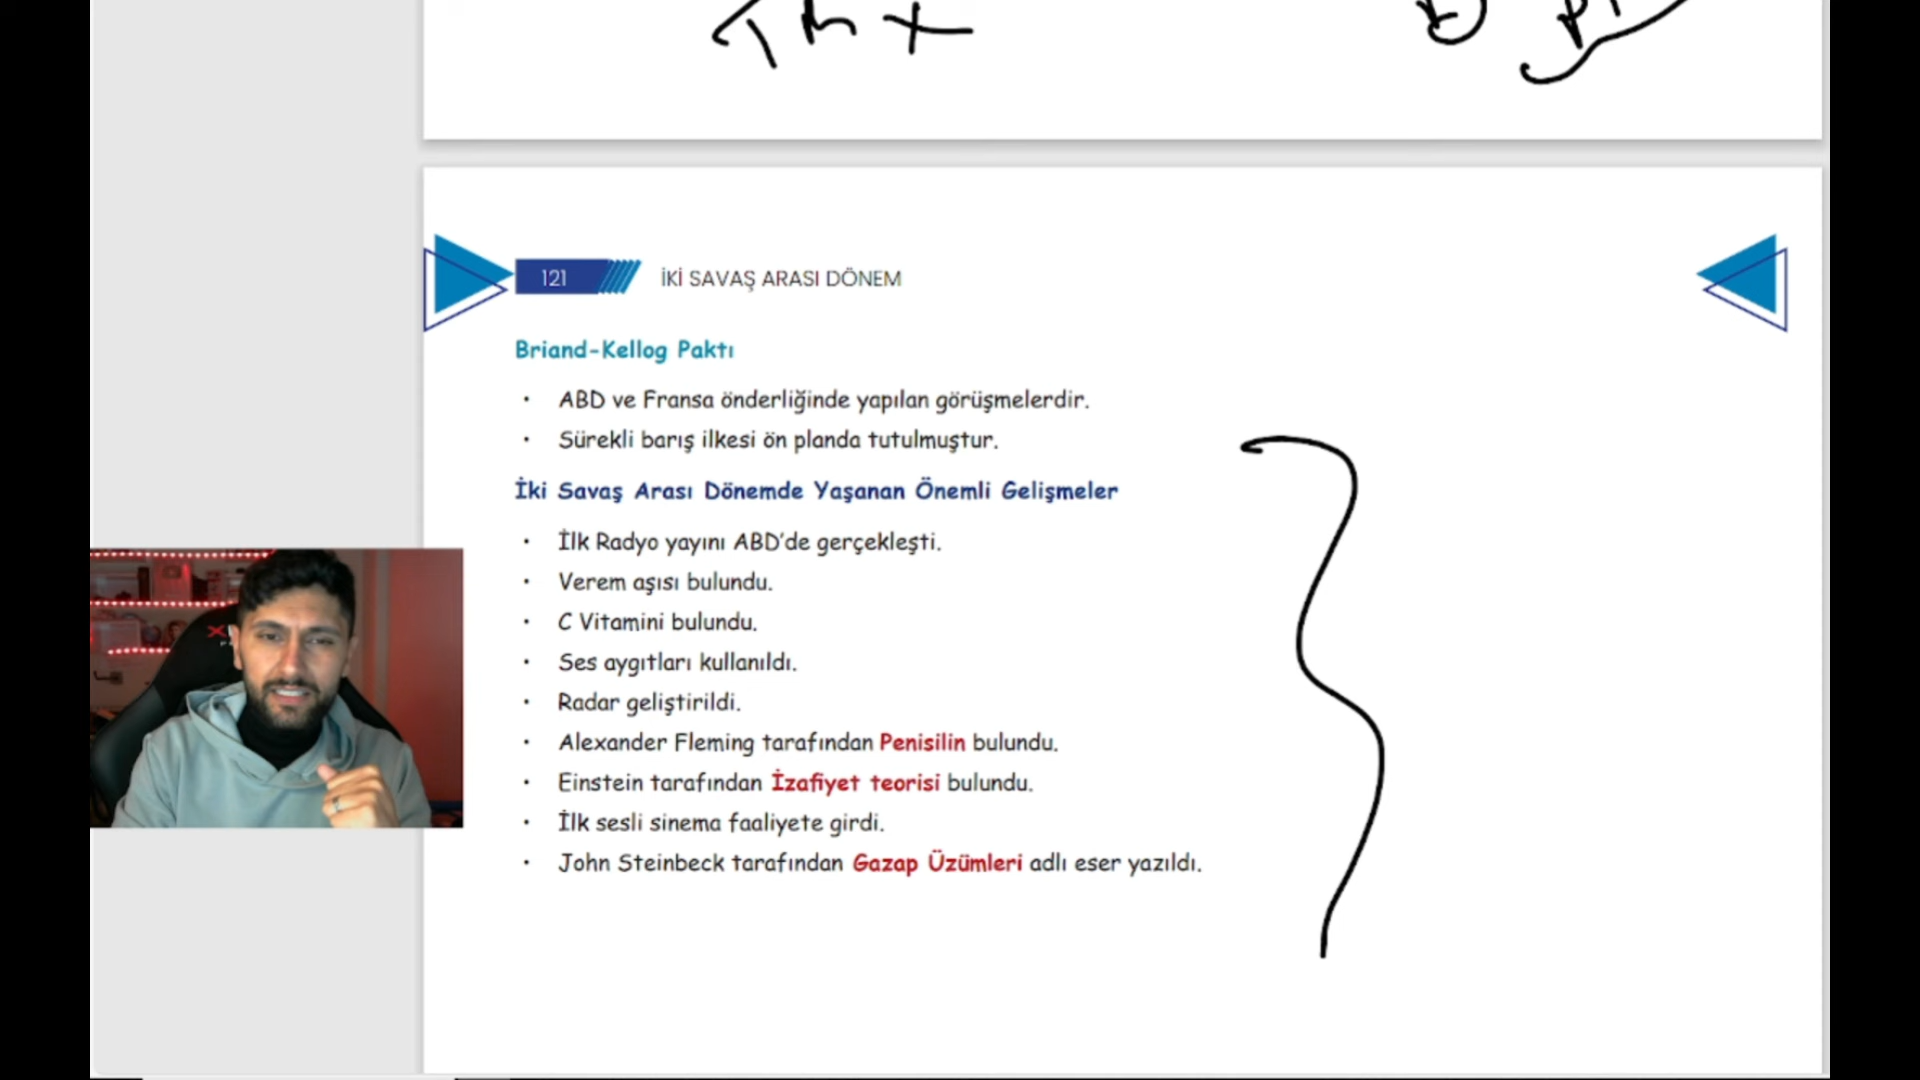 121 İKİ SAVAŞ ARASI DÖNEM
Briand-Kellog Paktı
• ABD ve Fransa önderliğinde yapılan görüşmelerdir.
• Sürekli barış ilkesi ön planda tutulmuştur.
İki Savaş Arası Dönemde Yaşanan Önemli Gelişmeler
• İlk Radyo yayını ABD'de gerçekleşti.
• Verem aşısı bulundu.
• C Vitamini bulundu.
• Ses aygıtları kullanıldı.
• Radar geliştirildi.
• Alexander Fleming tarafından Penisilin bulundu.
• Einstein tarafından İzafiyet teorisi bulundu.
• İlk sesli sinema faaliyete girdi.
• John Steinbeck tarafından Gazap Üzümleri adlı eser yazıldı.